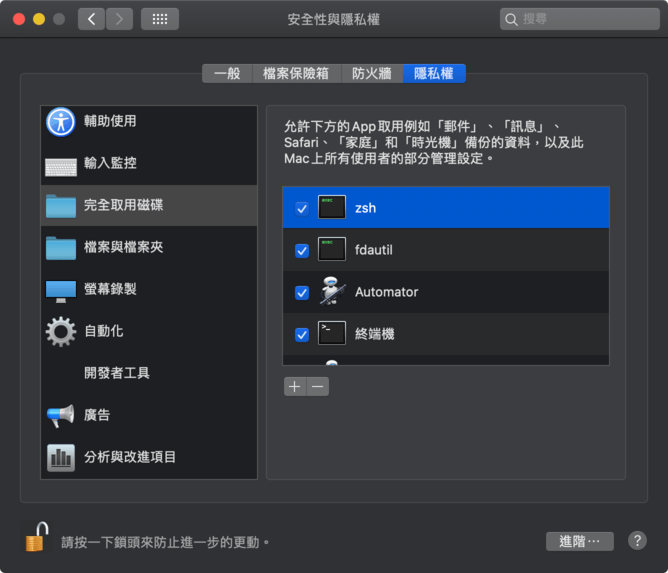 安全性與隱私權
搜尋
一般
檔案保險箱
防火牆
隱私權
輔助使用
輸入監控
完全取用磁碟
檔案與檔案夾
螢幕錄製
自動化
開發者工具
廣告
分析與改進項目
允許下方的App取用例如「郵件」、「訊息」、
Safari、「家庭」和「時光機」備份的資料，以及此
Mac上所有使用者的部分管理設定。
zsh
fdautil
Automator
終端機
請按一下鎖頭來防止進一步的更動。
進階⋯
?